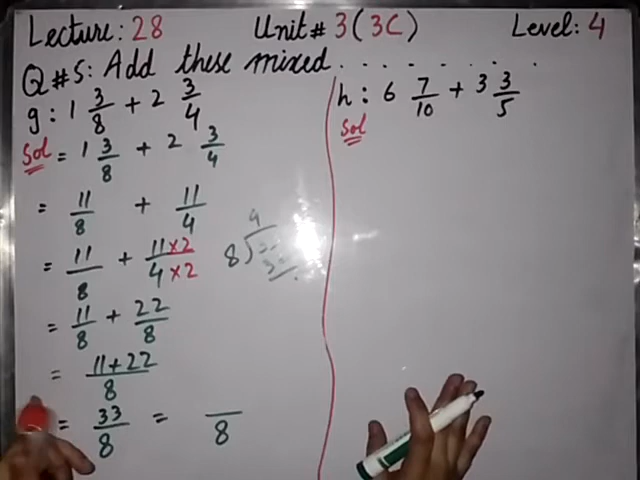 Lecture: 28 Unit# 3 (3C) Level: 4
Q#5: Add these mixed . . . . . . . . .
g: 1 3/8 + 2 3/4
Sol = 1 3/8 + 2 3/4
= 11/8 + 11/4
= 11/8 + 11×2/4×2
8 4
= 11/8 + 22/8
= 11+22/8
= 33/8 = /8
h: 6 7/10 + 3 3/5
Sol